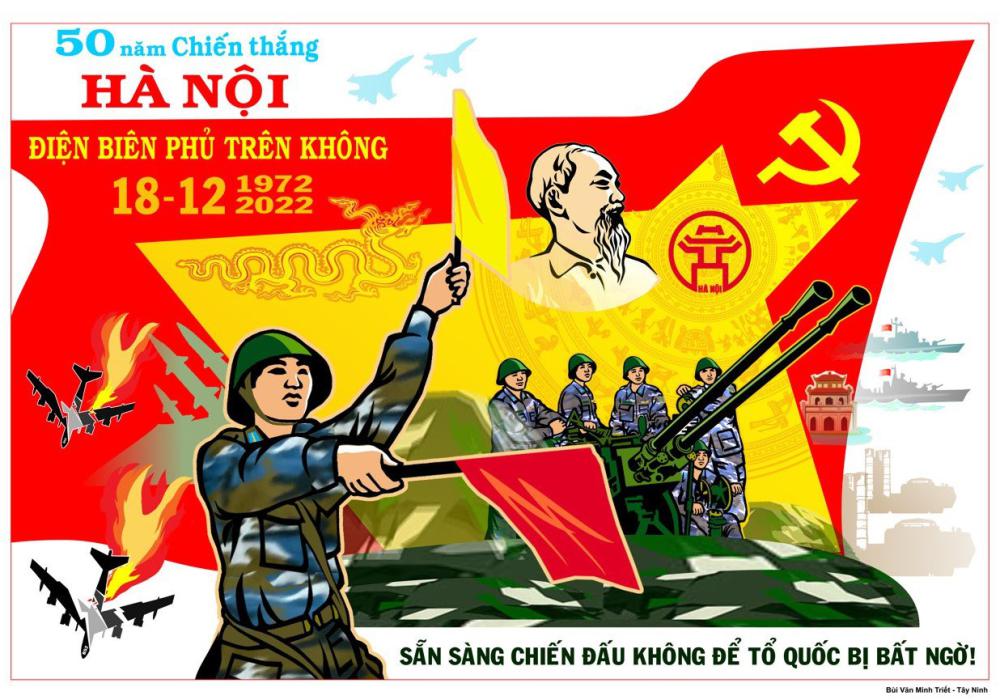 50 năm Chiến thắng
HÀ NỘI
ĐIỆN BIÊN PHỦ TRÊN KHÔNG
18-12 1972
2022
HÀ NỘI
SẴN SÀNG CHIẾN ĐẤU KHÔNG ĐỂ TỔ QUỐC BỊ BẤT NGỜ!
Bùi Văn Minh Triết - Tây Ninh